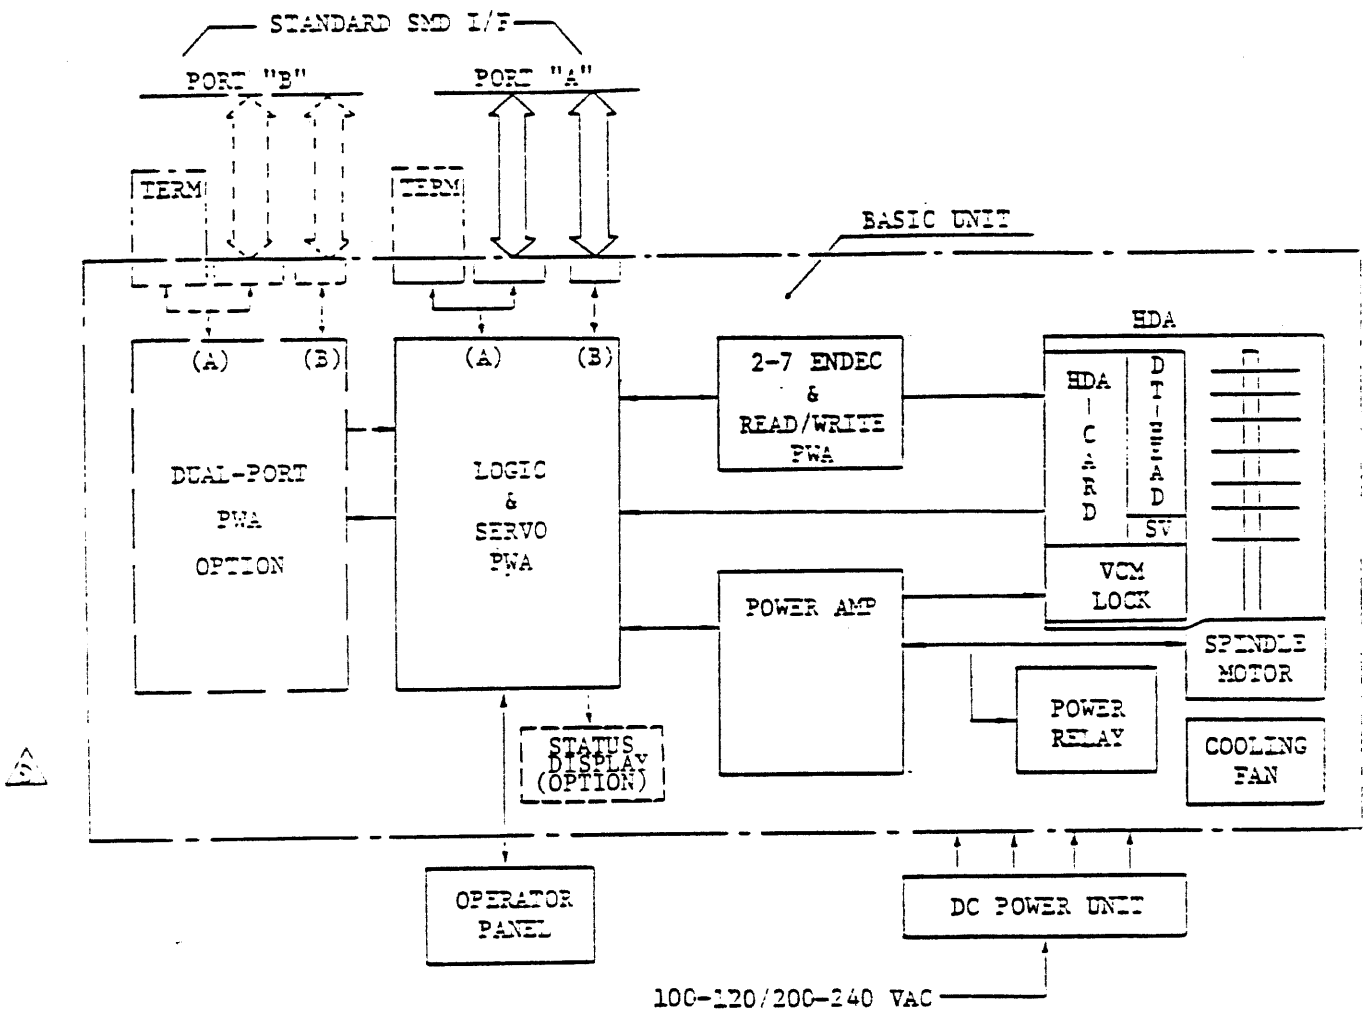 STANDARD SMD I/F
PORT "B"
PORT "A"
TERM
TERM
BASIC UNIT
HDA
(A)
(B)
(A)
(B)
2-7 ENDEC
&
READ/WRITE
PWA
HDA-CARD
DT-HEAD
SV
DUAL-PORT
PWA
OPTION
LOGIC
&
SERVO
PWA
VCM
LOCK
POWER AMP
SPINDLE
MOTOR
POWER
RELAY
COOLING
FAN
STATUS
DISPLAY
(OPTION)
OPERATOR
PANEL
DC POWER UNIT
100-120/200-240 VAC